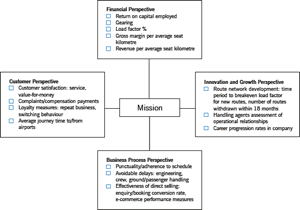 Financial Perspective
Return on capital employed
Gearing
Load factor %
Gross margin per average seat
kilometre
Revenue per average seat kilometre
Customer Perspective
Customer satisfaction: service,
value-for-money
Complaints/compensation payments
Loyalty measures: repeat business,
switching behaviour
Average journey time to/from
airports
Mission
Innovation and Growth Perspective
Route network development: time
period to breakeven load factor
for new routes, number of routes
withdrawn within 18 months
Handling agents assessment of
operational relationships
Career progression rates in company
Business Process Perspective
Punctuality/adherence to schedule
Avoidable delays: engineering,
crew, ground/passenger handling
Effectiveness of direct selling:
enquiry/booking conversion rate,
e-commerce performance measures